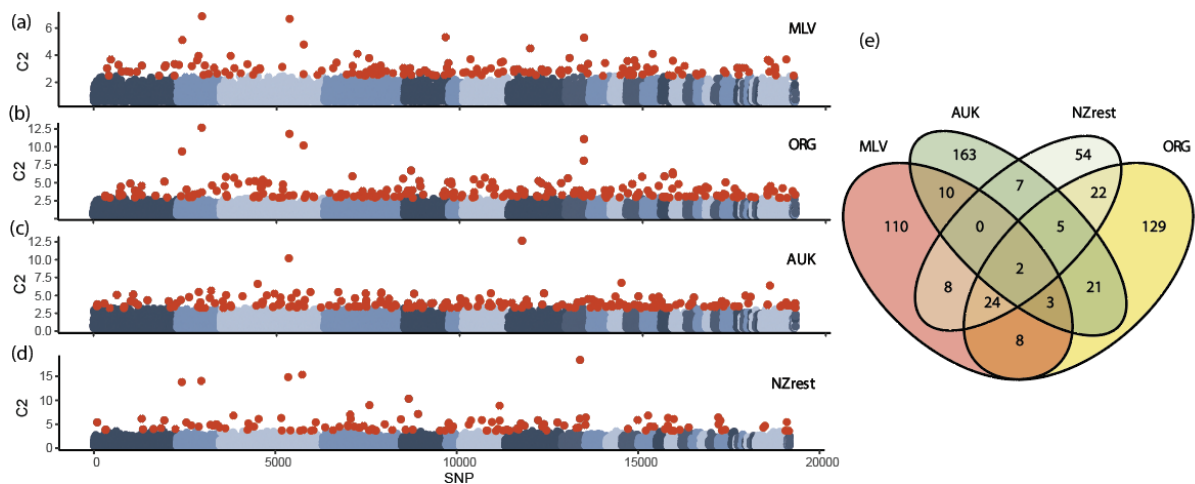 (a)
MLV
C2
6
4
2
(b)
ORG
C2
12.5
10.0
7.5
5.0
2.5
(c)
AUK
C2
12.5
10.0
7.5
5.0
2.5
0.0
(d)
NZrest
C2
15
10
5
0
0 5000 10000 15000 20000
SNP
(e)
AUK NZrest
MLV ORG
163 54
10 7 22
110 0 5 129
2
8 24 3 21
8